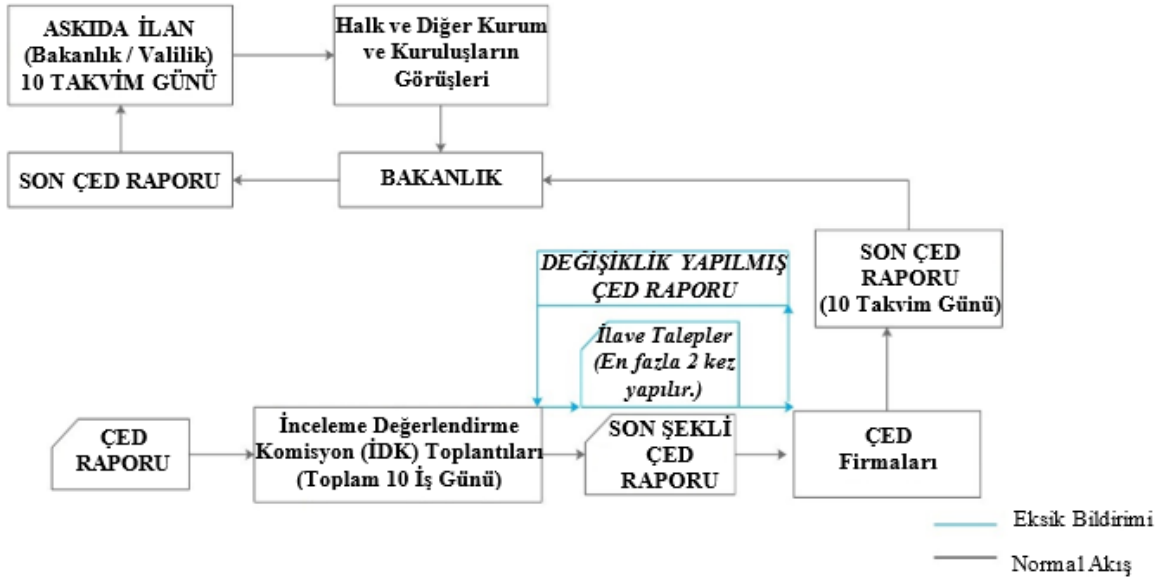 ASKIDA İLAN
(Bakanlık / Valilik)
10 TAKVİM GÜNÜ
Halk ve Diğer Kurum
ve Kuruluşların
Görüşleri
SON ÇED RAPORU
BAKANLIK
SON ÇED
RAPORU
(10 Takvim Günü)
DEĞİŞİKLİK YAPILMIŞ
ÇED RAPORU
İlave Talepler
(En fazla 2 kez
yapılır.)
ÇED
RAPORU
İnceleme Değerlendirme
Komisyon (İDK) Toplantıları
(Toplam 10 İş Günü)
SON ŞEKLİ
ÇED
RAPORU
ÇED
Firmaları
Eksik Bildirimi
Normal Akış